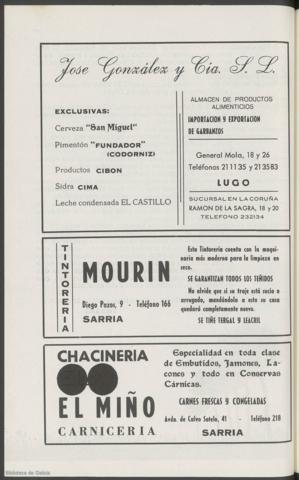 Jose González y Cía. S. L.
EXCLUSIVAS:
Cerveza "San Miguel"
Pimentón "FUNDADOR"
(CODORNIZ)
Productos CIBON
Sidra CIMA
Leche condensada EL CASTILLO
ALMACEN DE PRODUCTOS
ALIMENTICIOS
IMPORTACION Y EXPORTACION
DE GARBANZOS
General Mola, 18 y 26
Teléfonos 211135 y 213583
LUGO
SUCURSAL EN LA CORUÑA
RAMON DE LA SAGRA, 18 y 20
TELEFONO 232134
TINTORERIA
MOURIN
Diego Pazos, 9 - Teléfono 166
SARRIA
Esta Tintorería cuenta con la maqui-
naria más moderna para la limpieza en
seco.
SE GARANTIZAN TODOS LOS TEÑIDOS
No olvide que si su traje está sucio o
arrugado, mandándolo a esta su casa
quedará completamente nuevo.
SE TIÑE TERGAL Y LEACRIL
CHACINERIA
EL MIÑO
CARNICERIA
Especialidad en toda clase
de Embutidos, Jamones, La-
cones y todo en Conservas
Cárnicas.
CARNES FRESCAS Y CONGELADAS
Avda. de Calvo Sotelo, 41 - Teléfono 218
SARRIA
Biblioteca de Galicia